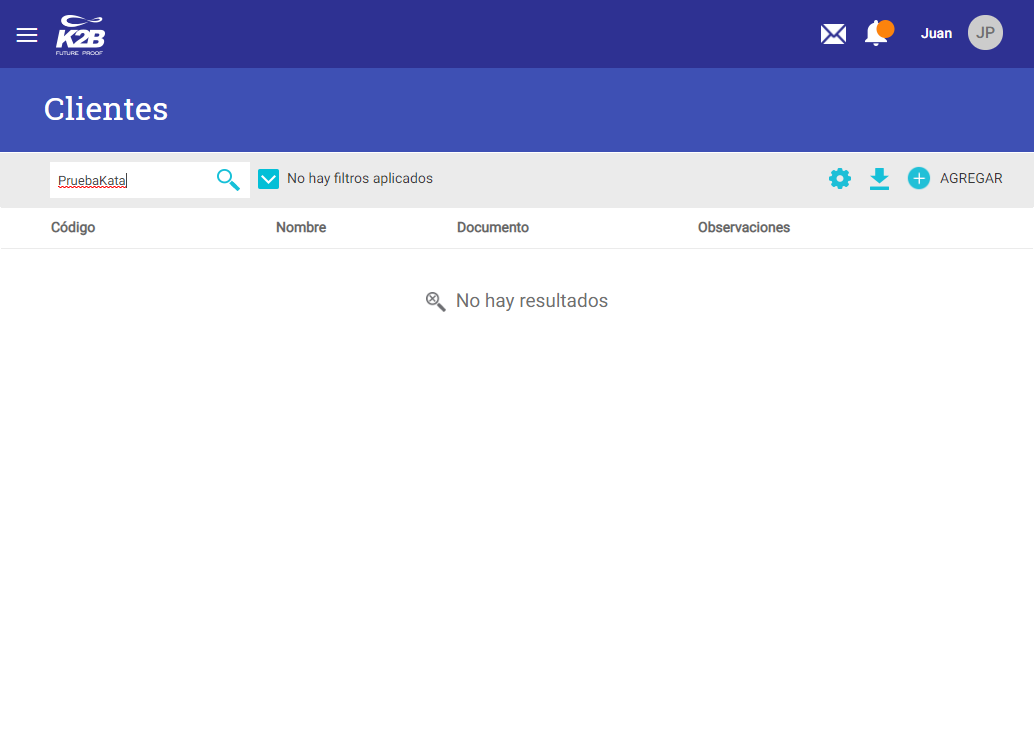 K2B
FUTURE PROOF
Juan
JP
Clientes
PruebaKata
No hay filtros aplicados
AGREGAR
Código Nombre Documento Observaciones
No hay resultados